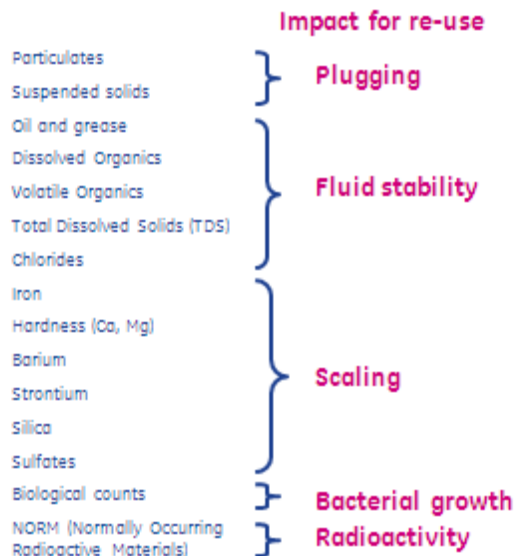 Impact for re-use
Particulates
Suspended solids
Plugging
Oil and grease
Dissolved Organics
Volatile Organics
Total Dissolved Solids (TDS)
Chlorides
Fluid stability
Iron
Hardness (Ca, Mg)
Barium
Strontium
Silica
Sulfates
Scaling
Biological counts
Bacterial growth
NORM (Normally Occurring
Radioactive Materials)
Radioactivity